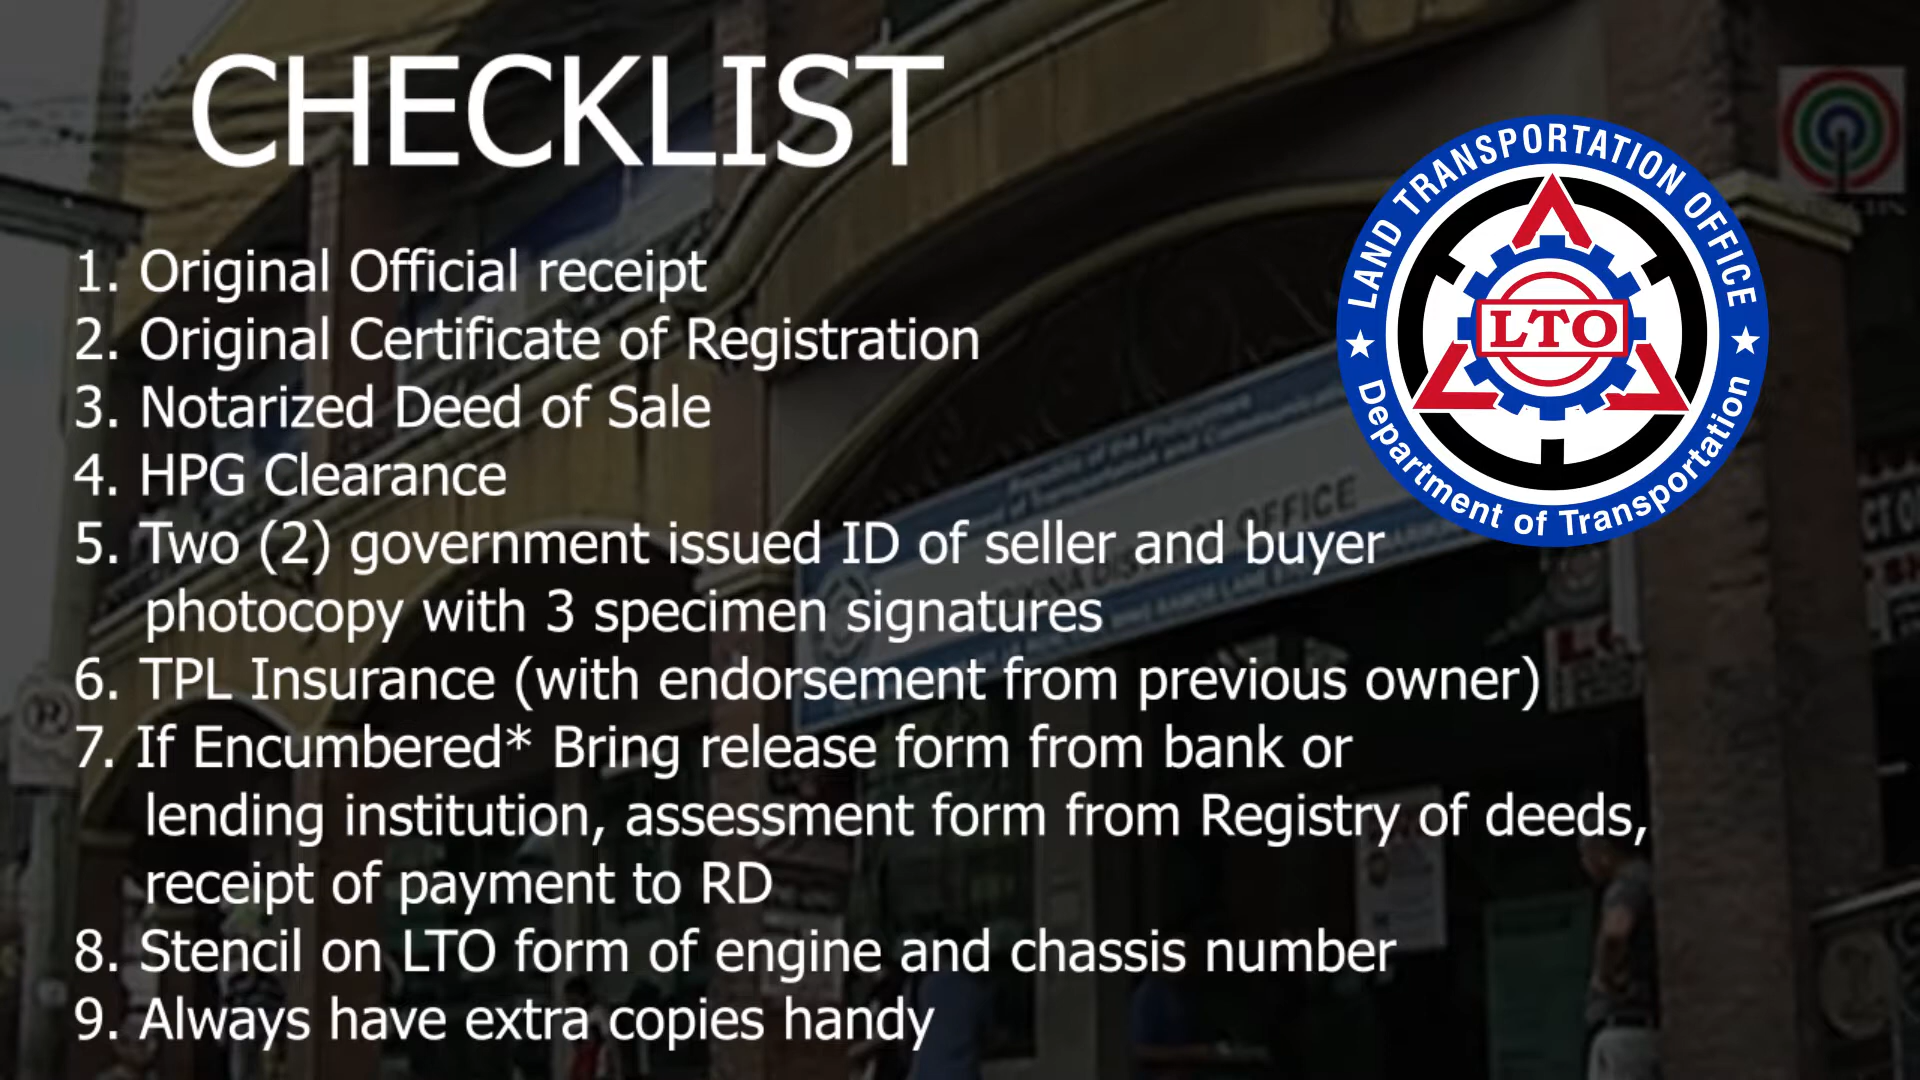 CHECKLIST
LAND TRANSPORTATION OFFICE
LTO
Department of Transportation
1. Original Official receipt
2. Original Certificate of Registration
3. Notarized Deed of Sale
4. HPG Clearance
OFFICE
5. Two (2) government issued ID of seller and buyer
photocopy with 3 specimen signatures
6. TPL Insurance (with endorsement from previous owner)
7. If Encumbered* Bring release form from bank or
lending institution, assessment form from Registry of deeds,
receipt of payment to RD
8. Stencil on LTO form of engine and chassis number
9. Always have extra copies handy